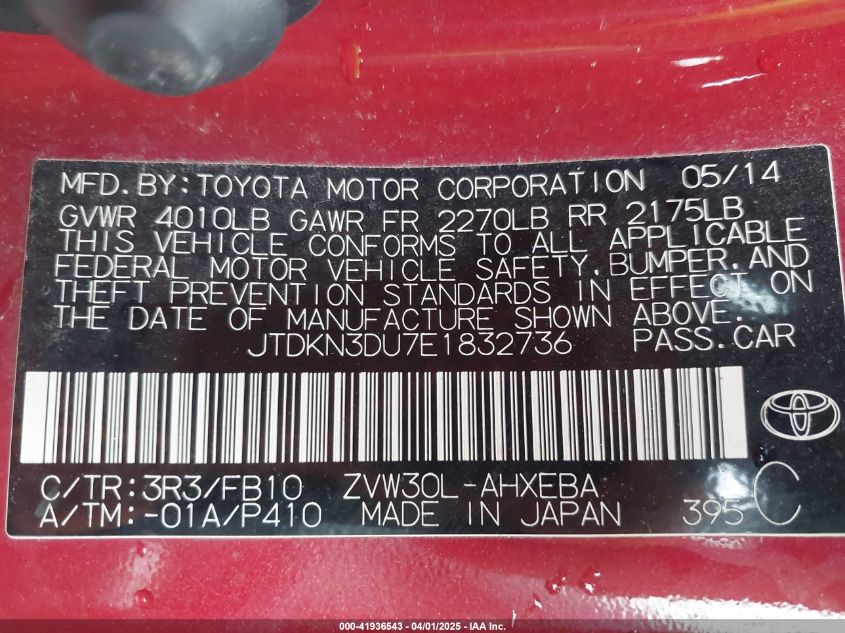 MFD.BY:TOYOTA MOTOR CORPORATION 05/14
GVWR 4010LB GAWR FR 2270LB RR 2175LB
THIS VEHICLE CONFORMS TO ALL APPLICABLE
FEDERAL MOTOR VEHICLE SAFETY,BUMPER,AND
THEFT PREVENTION STANDARDS IN EFFECT ON
THE DATE OF MANUFACTURE SHOWN ABOVE.
JTDKN3DU7E1832736 PASS.CAR
C/TR:3R3/FB10 ZVW30L-AHXEBA
A/TM:-01A/P410 MADE IN JAPAN 395 C
000-41936543 - 04/01/2025 - IAA Inc.